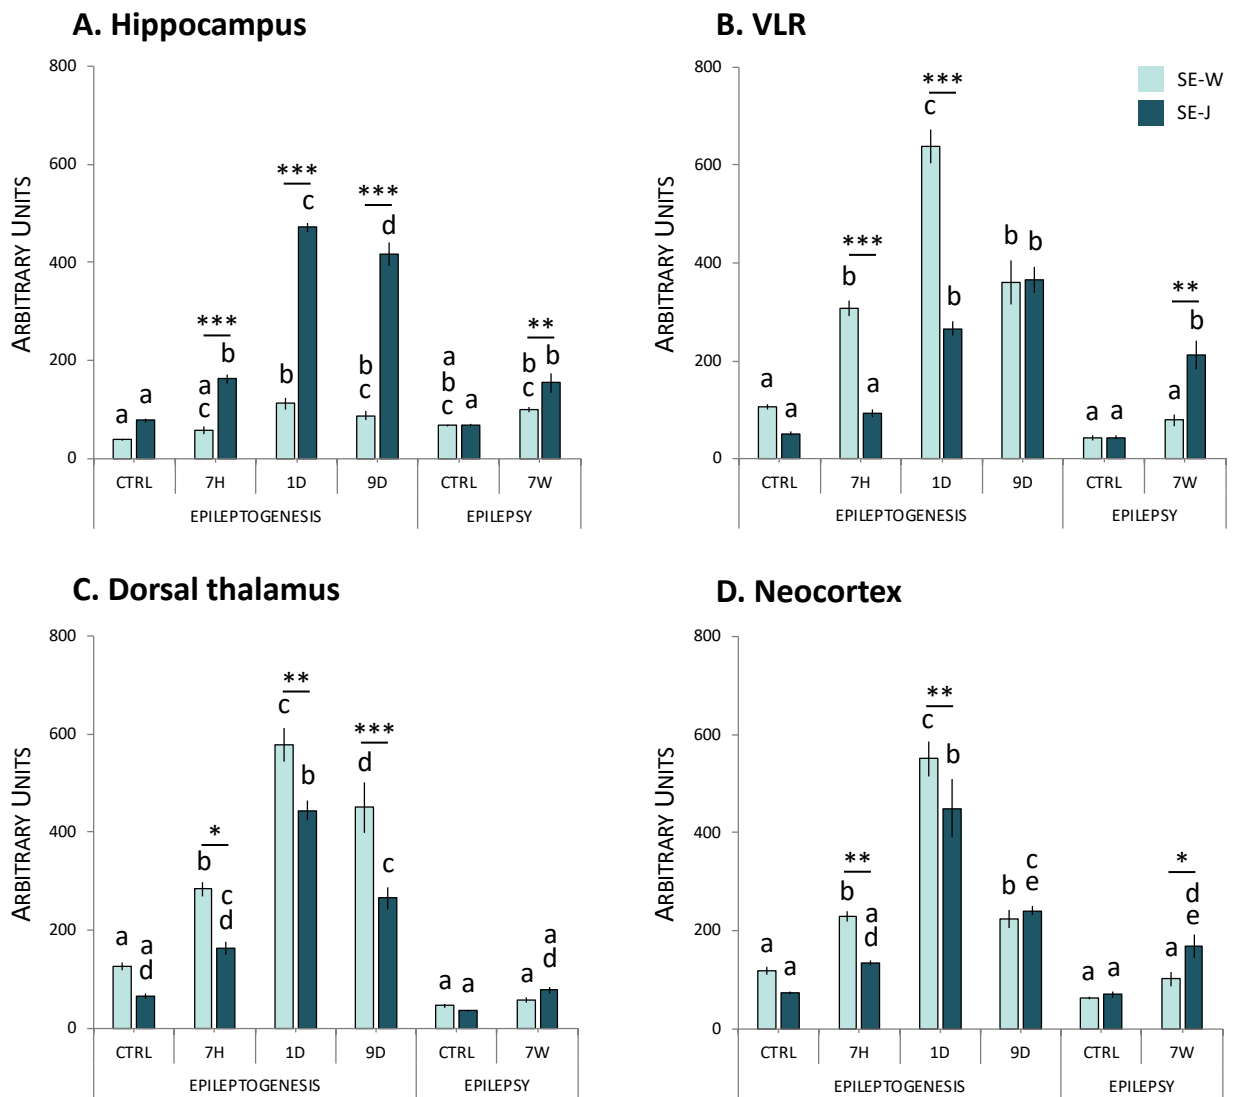 A. Hippocampus
800
600
400
200
0
ARBITRARY UNITS
a
a
***
a
c
b
***
b
c
***
b
c
d
a
b
c
a
**
b
c
b
CTRL 7H 1D 9D CTRL 7W
EPILEPTOGENESIS EPILEPSY
B. VLR
SE-W
SE-J
800
600
400
200
0
ARBITRARY UNITS
a
a
***
b
a
***
c
b
b b
a a
**
a
b
CTRL 7H 1D 9D CTRL 7W
EPILEPTOGENESIS EPILEPSY
C. Dorsal thalamus
800
600
400
200
0
ARBITRARY UNITS
a
a
d
*
b
c
d
**
c
b
***
d
c
a a
a
a
d
CTRL 7H 1D 9D CTRL 7W
EPILEPTOGENESIS EPILEPSY
D. Neocortex
800
600
400
200
0
ARBITRARY UNITS
a
a
**
b
a
d
**
c
b
b
c
e
a a
*
a
d
e
CTRL 7H 1D 9D CTRL 7W
EPILEPTOGENESIS EPILEPSY